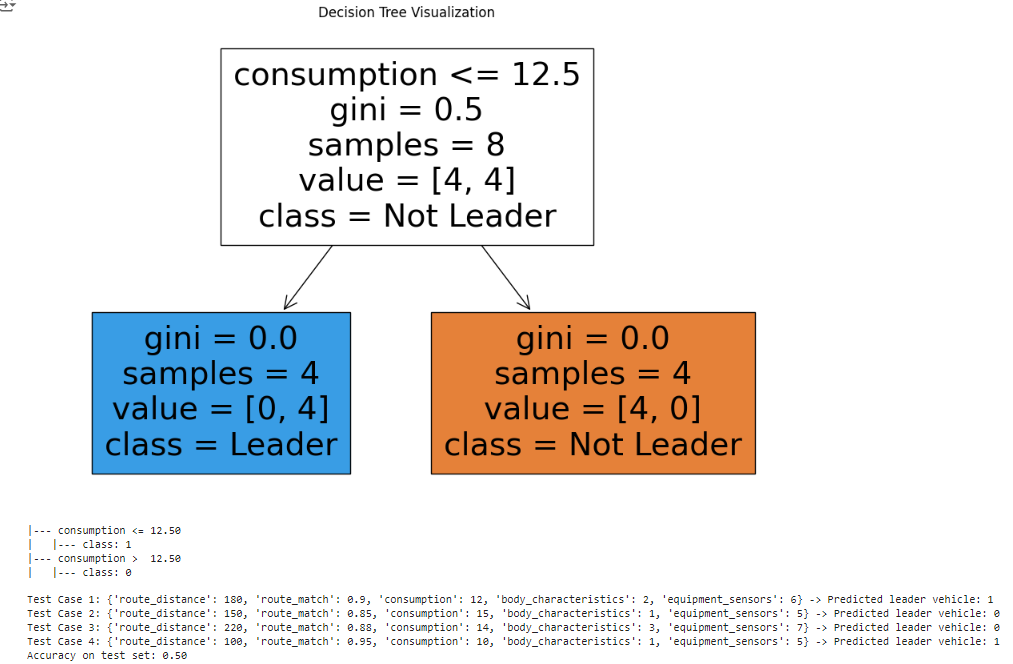 Decision Tree Visualization
consumption <= 12.5
gini = 0.5
samples = 8
value = [4, 4]
class = Not Leader
gini = 0.0
samples = 4
value = [0, 4]
class = Leader
gini = 0.0
samples = 4
value = [4, 0]
class = Not Leader
|--- consumption <= 12.50
|   |--- class: 1
|--- consumption >  12.50
|   |--- class: 0
Test Case 1: {'route_distance': 180, 'route_match': 0.9, 'consumption': 12, 'body_characteristics': 2, 'equipment_sensors': 6} -> Predicted leader vehicle: 1
Test Case 2: {'route_distance': 150, 'route_match': 0.85, 'consumption': 15, 'body_characteristics': 1, 'equipment_sensors': 5} -> Predicted leader vehicle: 0
Test Case 3: {'route_distance': 220, 'route_match': 0.88, 'consumption': 14, 'body_characteristics': 3, 'equipment_sensors': 7} -> Predicted leader vehicle: 0
Test Case 4: {'route_distance': 100, 'route_match': 0.95, 'consumption': 10, 'body_characteristics': 1, 'equipment_sensors': 5} -> Predicted leader vehicle: 1
Accuracy on test set: 0.50